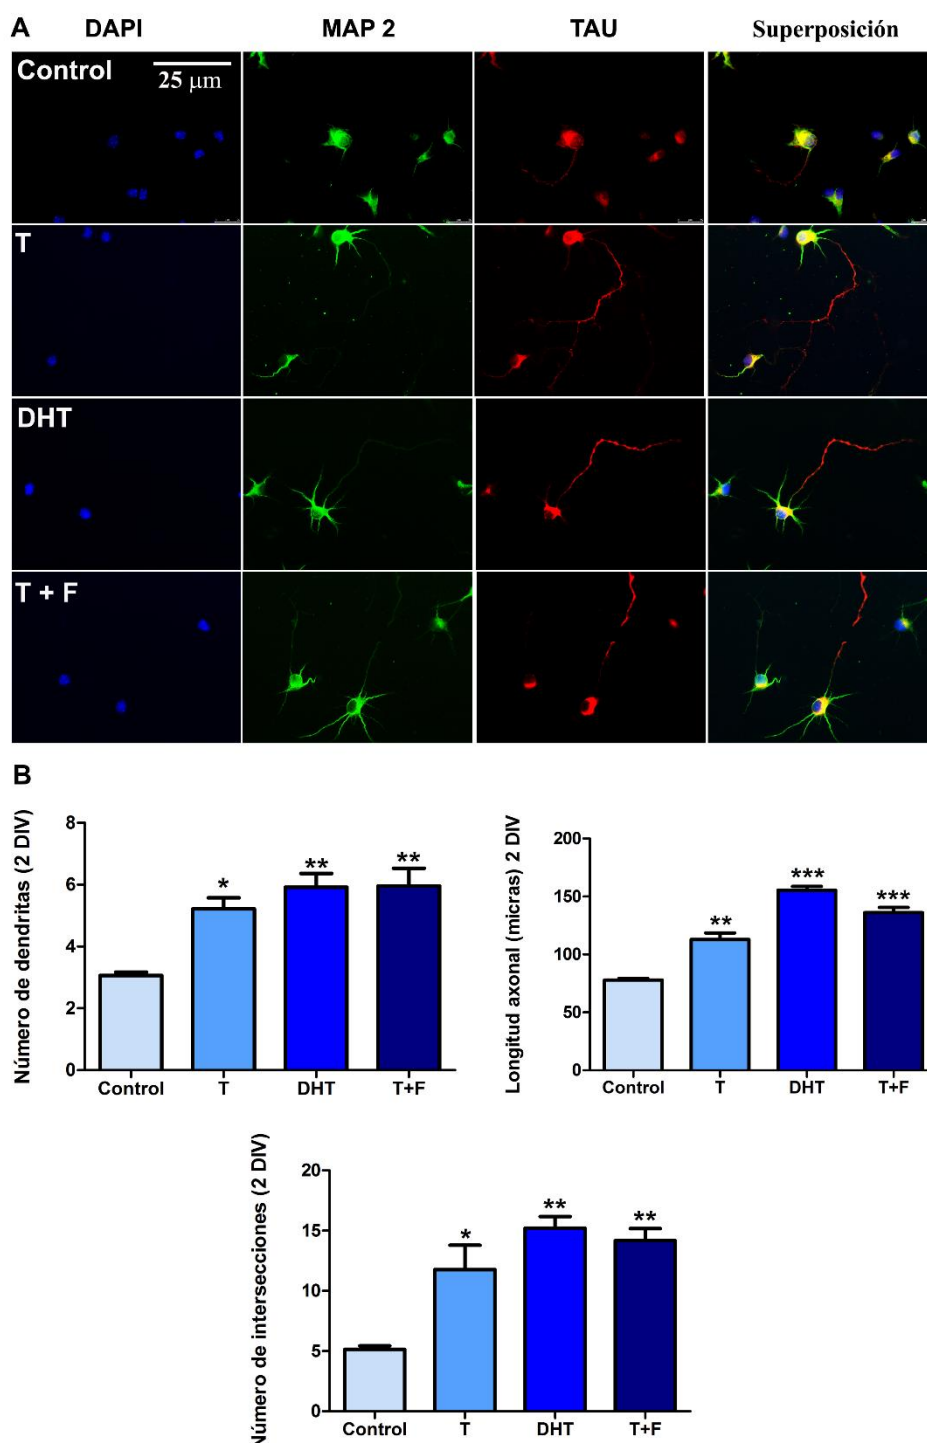 A
DAPI MAP 2 TAU Superposición
Control
25 µm
T
DHT
T + F
B
Número de dendritas (2 DIV)
8
6
4
2
0
*
**
**
Control T DHT T+F
Longitud axonal (micras) 2 DIV
200
150
100
50
0
**
***
***
Control T DHT T+F
Número de intersecciones (2 DIV)
20
15
10
5
0
*
**
**
Control T DHT T+F